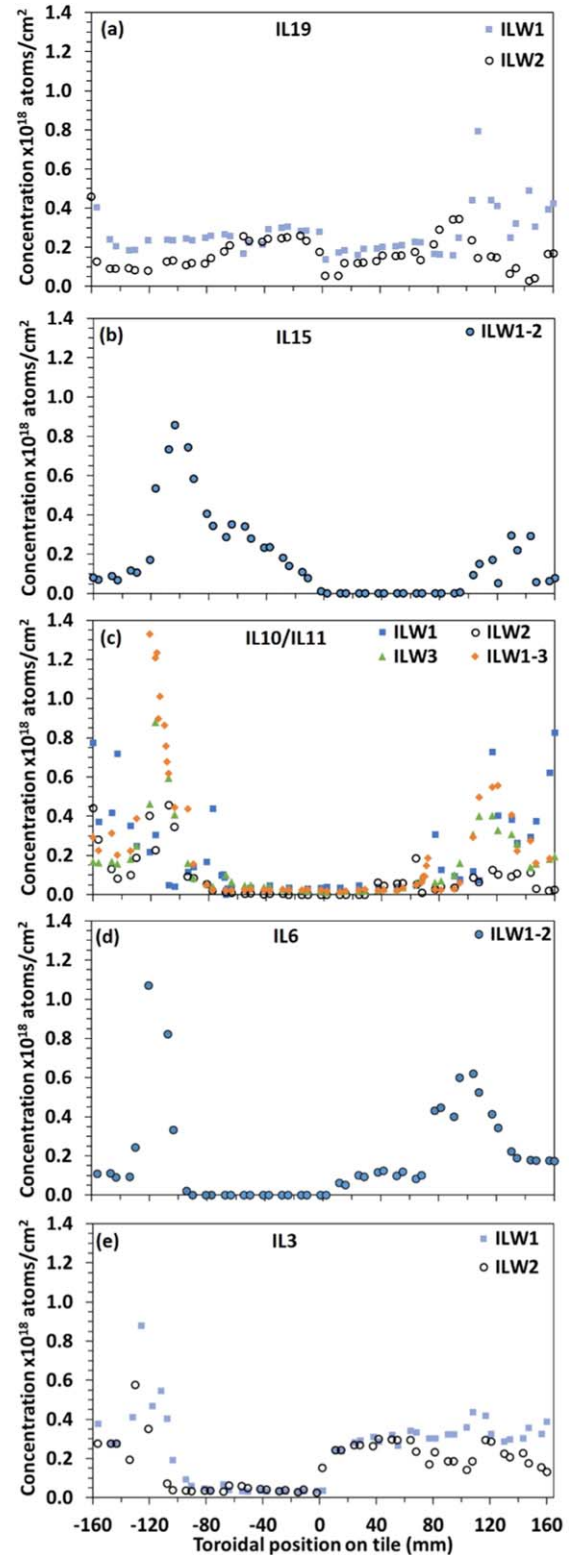 (a) IL19 ILW1
ILW2
Concentration x10¹⁸ atoms/cm²
1.4
1.2
1.0
0.8
0.6
0.4
0.2
0.0
(b) IL15 ILW1-2
Concentration x10¹⁸ atoms/cm²
1.4
1.2
1.0
0.8
0.6
0.4
0.2
0.0
(c) IL10/IL11 ILW1 ILW2
ILW3 ILW1-3
Concentration x10¹⁸ atoms/cm²
1.4
1.2
1.0
0.8
0.6
0.4
0.2
0.0
(d) IL6 ILW1-2
Concentration x10¹⁸ atoms/cm²
1.4
1.2
1.0
0.8
0.6
0.4
0.2
0.0
(e) IL3 ILW1
ILW2
Concentration x10¹⁸ atoms/cm²
1.4
1.2
1.0
0.8
0.6
0.4
0.2
0.0
-160 -120 -80 -40 0 40 80 120 160
Toroidal position on tile (mm)